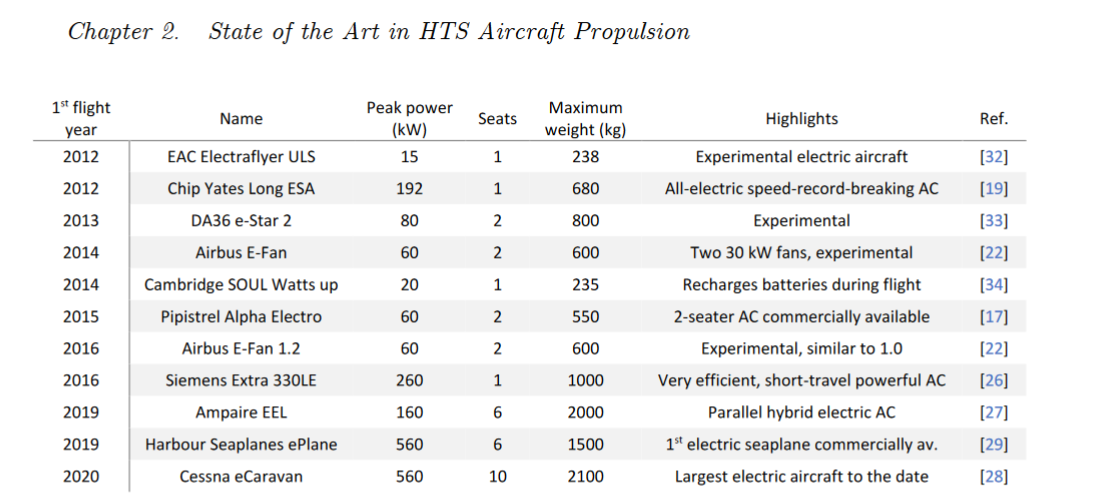 Chapter 2. State of the Art in HTS Aircraft Propulsion
1st flight year Name Peak power (kW) Seats Maximum weight (kg) Highlights Ref.
2012 EAC Electraflyer ULS 15 1 238 Experimental electric aircraft [32]
2012 Chip Yates Long ESA 192 1 680 All-electric speed-record-breaking AC [19]
2013 DA36 e-Star 2 80 2 800 Experimental [33]
2014 Airbus E-Fan 60 2 600 Two 30 kW fans, experimental [22]
2014 Cambridge SOUL Watts up 20 1 235 Recharges batteries during flight [34]
2015 Pipistrel Alpha Electro 60 2 550 2-seater AC commercially available [17]
2016 Airbus E-Fan 1.2 60 2 600 Experimental, similar to 1.0 [22]
2016 Siemens Extra 330LE 260 1 1000 Very efficient, short-travel powerful AC [26]
2019 Ampaire EEL 160 6 2000 Parallel hybrid electric AC [27]
2019 Harbour Seaplanes ePlane 560 6 1500 1st electric seaplane commercially av. [29]
2020 Cessna eCaravan 560 10 2100 Largest electric aircraft to the date [28]